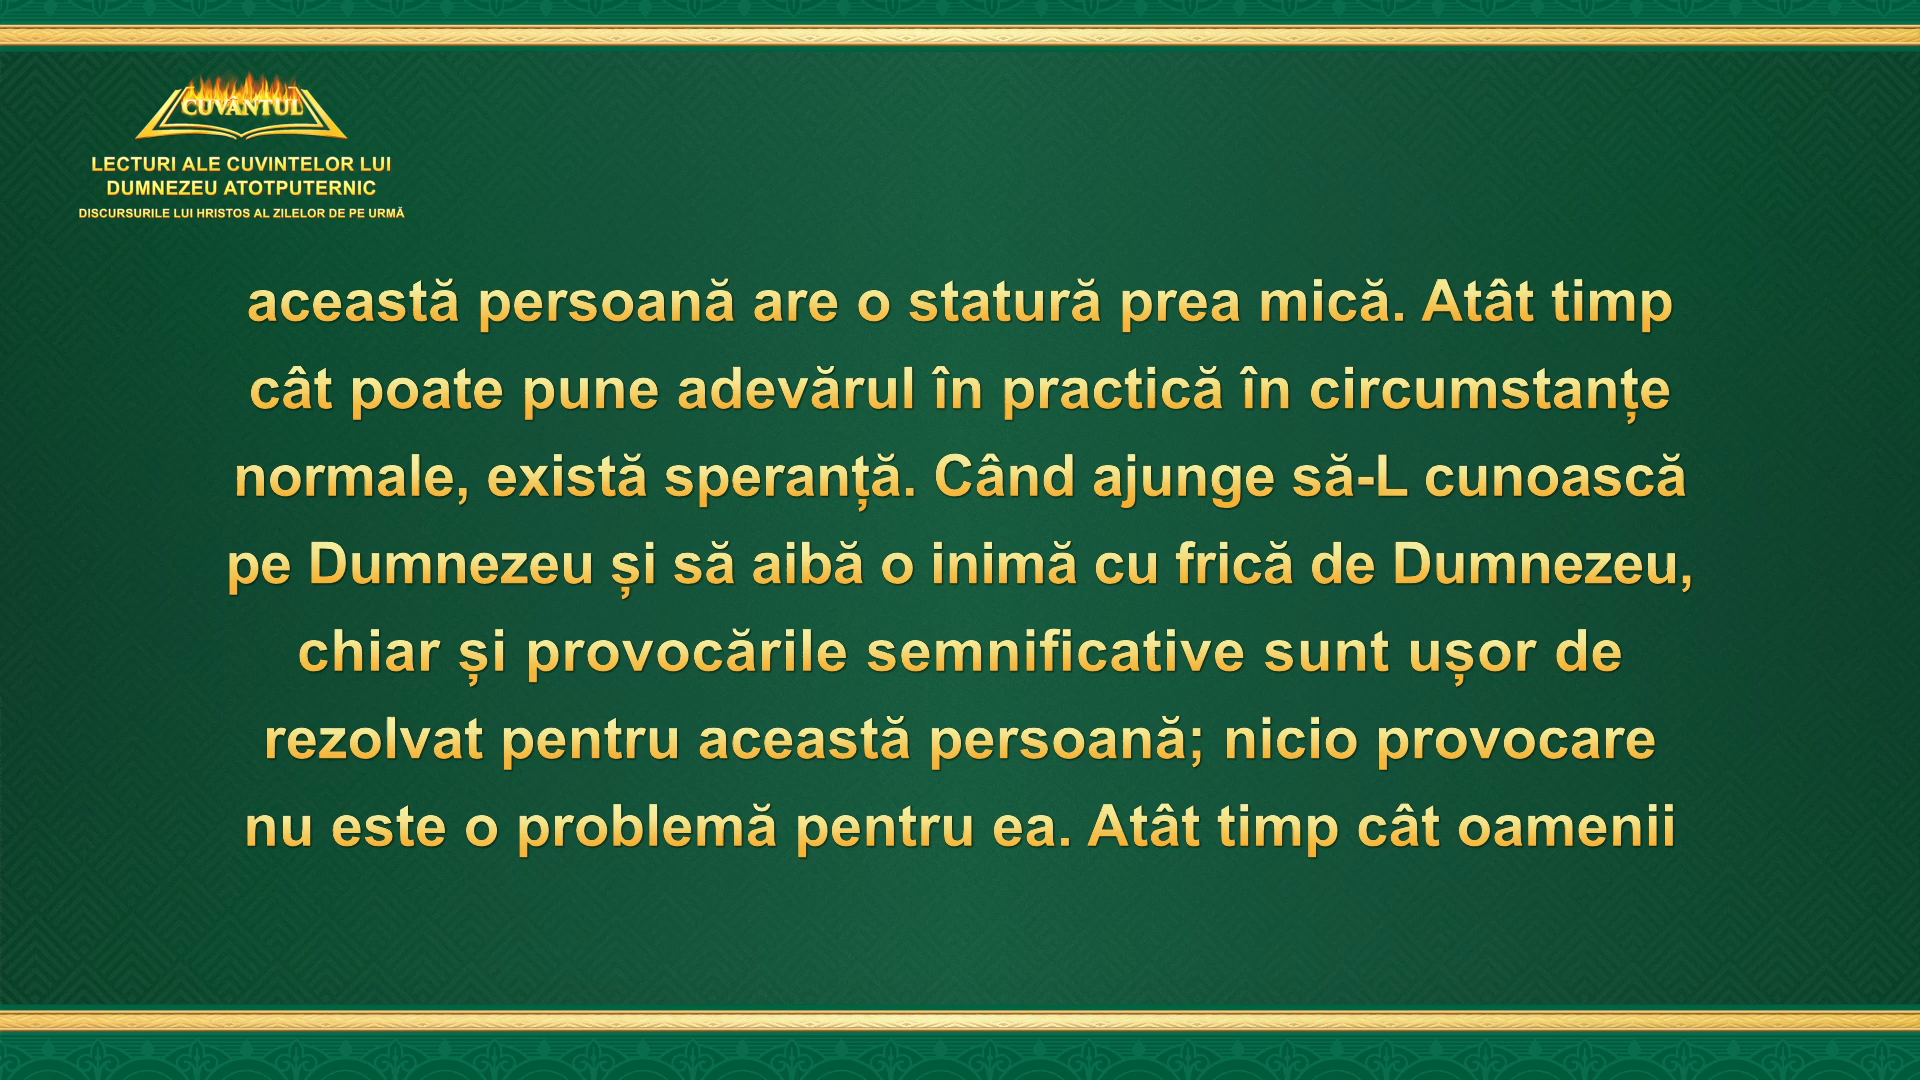 CUVÂNTUL
LECTURI ALE CUVINTELOR LUI
DUMNEZEU ATOTPUTERNIC
DISCURSURILE LUI HRISTOS AL ZILELOR DE PE URMĂ
această persoană are o statură prea mică. Atât timp
cât poate pune adevărul în practică în circumstanțe
normale, există speranță. Când ajunge să-L cunoască
pe Dumnezeu și să aibă o inimă cu frică de Dumnezeu,
chiar și provocările semnificative sunt ușor de
rezolvat pentru această persoană; nicio provocare
nu este o problemă pentru ea. Atât timp cât oamenii